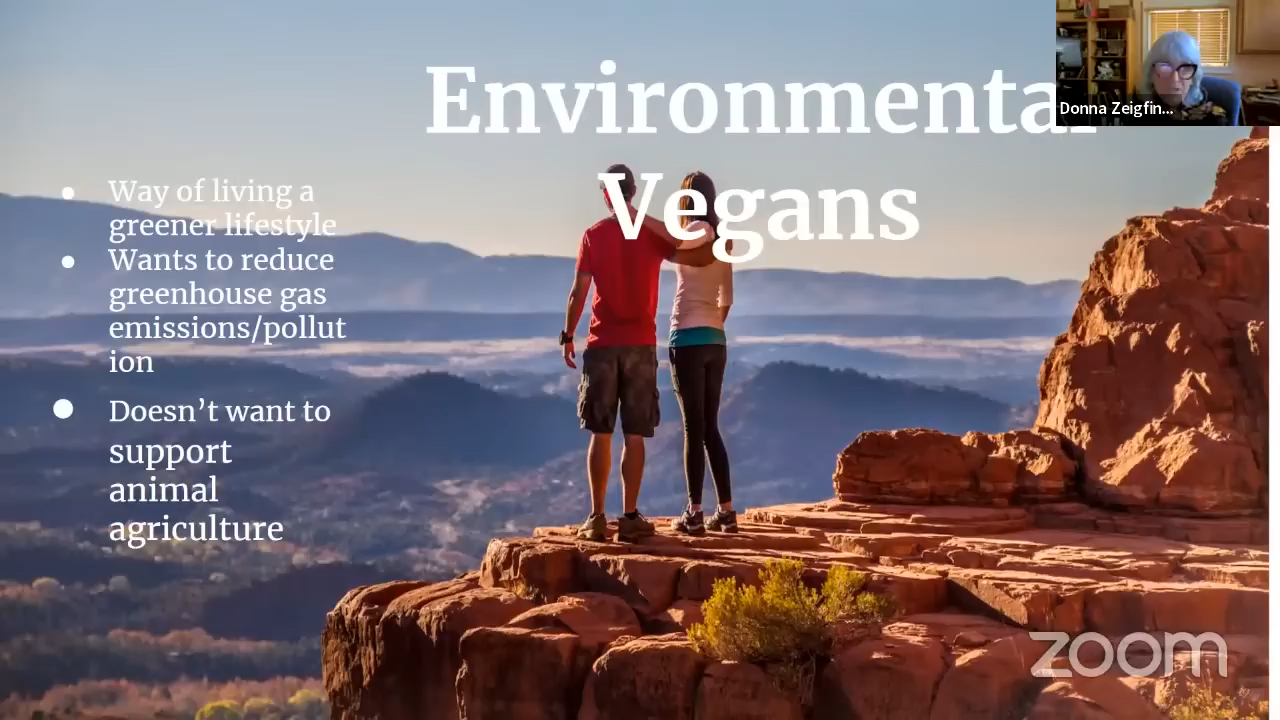 Environmental
Vegans
Donna Zeigfin...
Way of living a
greener lifestyle
Wants to reduce
greenhouse gas
emissions/pollut
ion
Doesn't want to
support
animal
agriculture
zoom